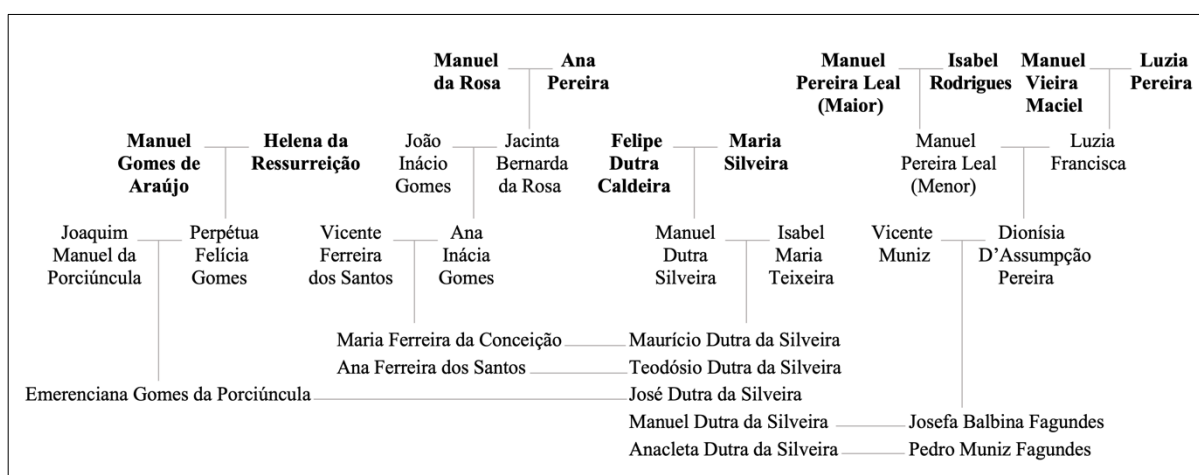 Manuel
da Rosa
Ana
Pereira
Manuel
Pereira Leal
(Maior)
Isabel
Rodrigues
Manuel
Vieira
Maciel
Luzia
Pereira
Manuel
Gomes de
Araújo
Helena da
Ressurreição
João
Inácio
Gomes
Jacinta
Bernarda
da Rosa
Felipe
Dutra
Caldeira
Maria
Silveira
Manuel
Pereira Leal
(Menor)
Luzia
Francisca
Joaquim
Manuel da
Porciúncula
Perpétua
Felícia
Gomes
Vicente
Ferreira
dos Santos
Ana
Inácia
Gomes
Manuel
Dutra
Silveira
Isabel
Maria
Teixeira
Vicente
Muniz
Dionísia
D’Assumpção
Pereira
Maria Ferreira da Conceição
Maurício Dutra da Silveira
Ana Ferreira dos Santos
Teodósio Dutra da Silveira
Emerenciana Gomes da Porciúncula
José Dutra da Silveira
Manuel Dutra da Silveira
Josefa Balbina Fagundes
Anacleta Dutra da Silveira
Pedro Muniz Fagundes